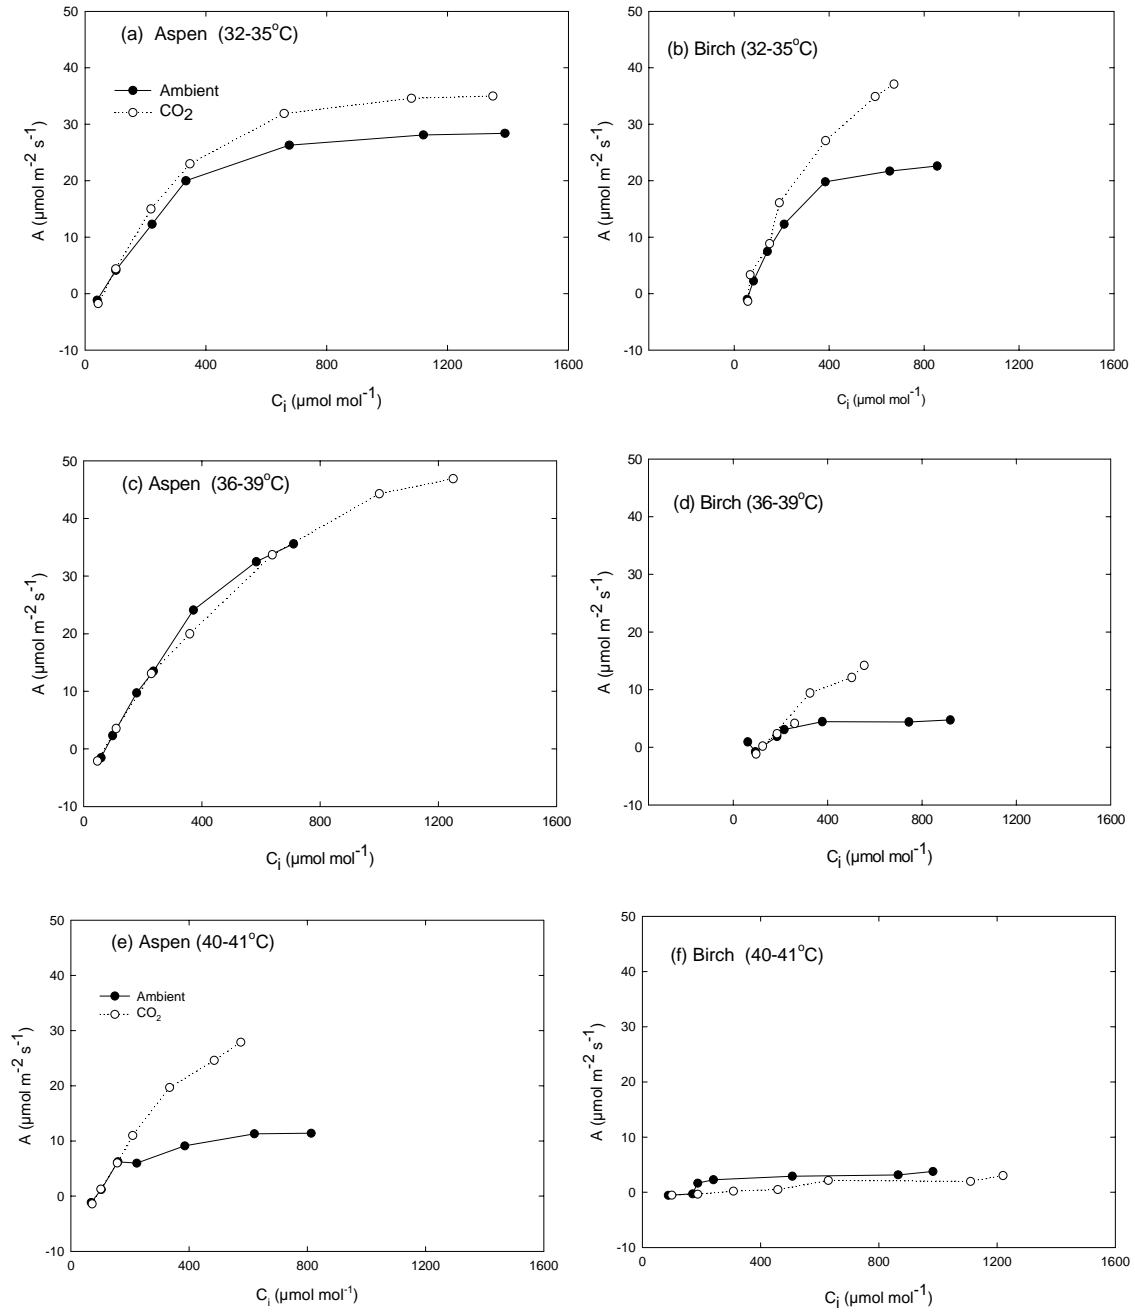 (a) Aspen (32-35°C)
Ambient
CO2
A (µmol m-2 s-1)
50
40
30
20
10
0
-10
0 400 800 1200 1600
Ci (µmol mol-1)
(b) Birch (32-35°C)
A (µmol m-2 s-1)
50
40
30
20
10
0
-10
0 400 800 1200 1600
Ci (µmol mol-1)
(c) Aspen (36-39°C)
A (µmol m-2 s-1)
50
40
30
20
10
0
-10
0 400 800 1200 1600
Ci (µmol mol-1)
(d) Birch (36-39°C)
A (µmol m-2 s-1)
50
40
30
20
10
0
-10
0 400 800 1200 1600
Ci (µmol mol-1)
(e) Aspen (40-41°C)
Ambient
CO2
A (µmol m-2 s-1)
50
40
30
20
10
0
-10
0 400 800 1200 1600
Ci (µmol mol-1)
(f) Birch (40-41°C)
A (µmol m-2 s-1)
50
40
30
20
10
0
-10
0 400 800 1200 1600
Ci (µmol mol-1)